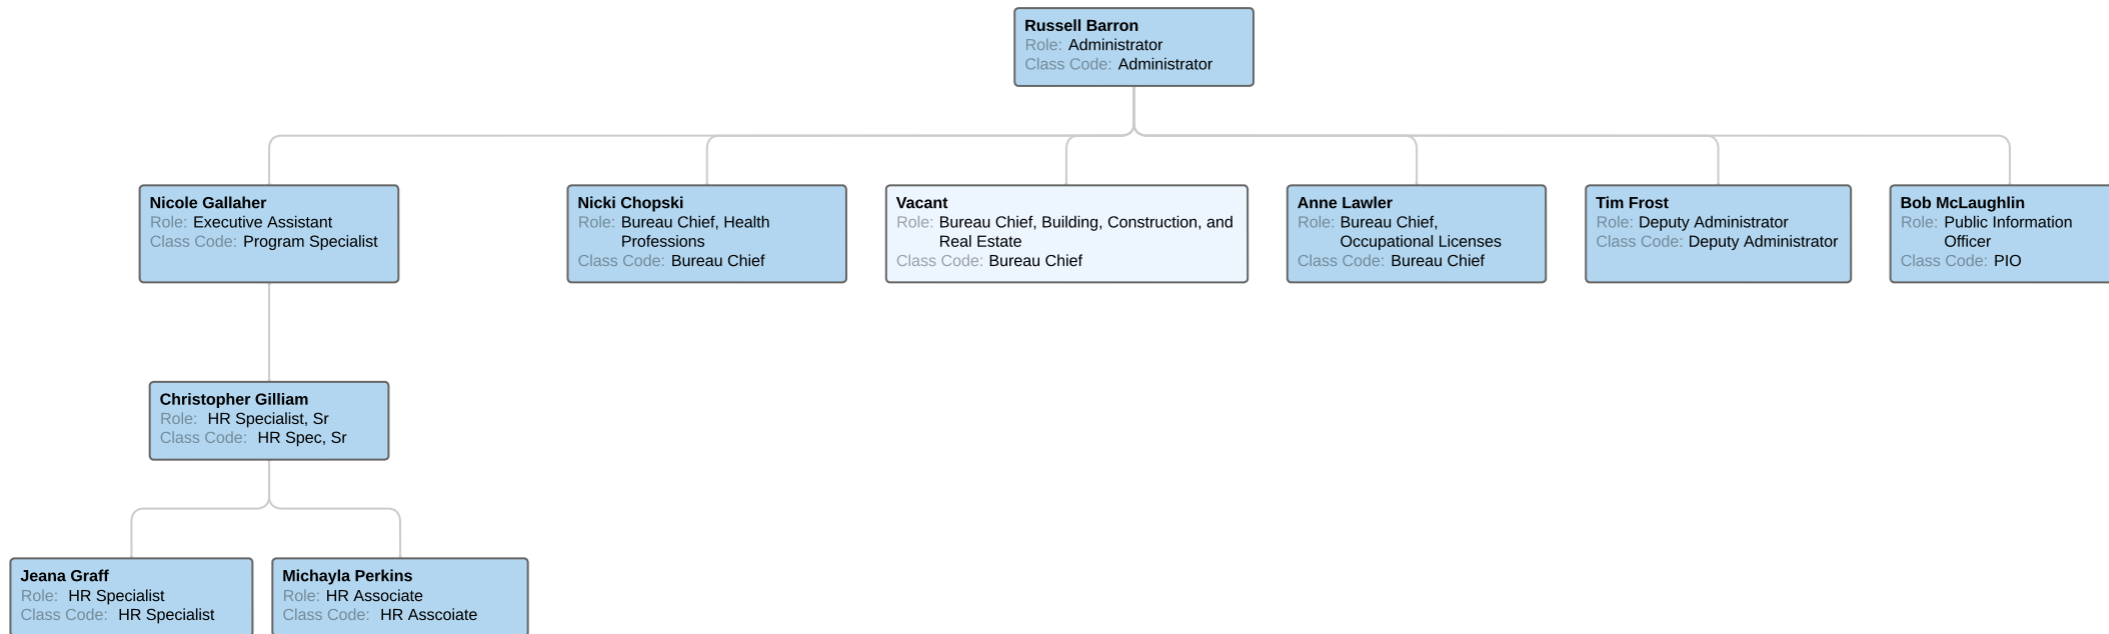 Russell Barron
Role: Administrator
Class Code: Administrator
Nicole Gallaher
Role: Executive Assistant
Class Code: Program Specialist
Nicki Chopski
Role: Bureau Chief, Health
Professions
Class Code: Bureau Chief
Vacant
Role: Bureau Chief, Building, Construction, and
Real Estate
Class Code: Bureau Chief
Anne Lawler
Role: Bureau Chief,
Occupational Licenses
Class Code: Bureau Chief
Tim Frost
Role: Deputy Administrator
Class Code: Deputy Administrator
Bob McLaughlin
Role: Public Information
Officer
Class Code: PIO
Christopher Gilliam
Role: HR Specialist, Sr
Class Code: HR Spec, Sr
Jeana Graff
Role: HR Specialist
Class Code: HR Specialist
Michayla Perkins
Role: HR Associate
Class Code: HR Asscoiate